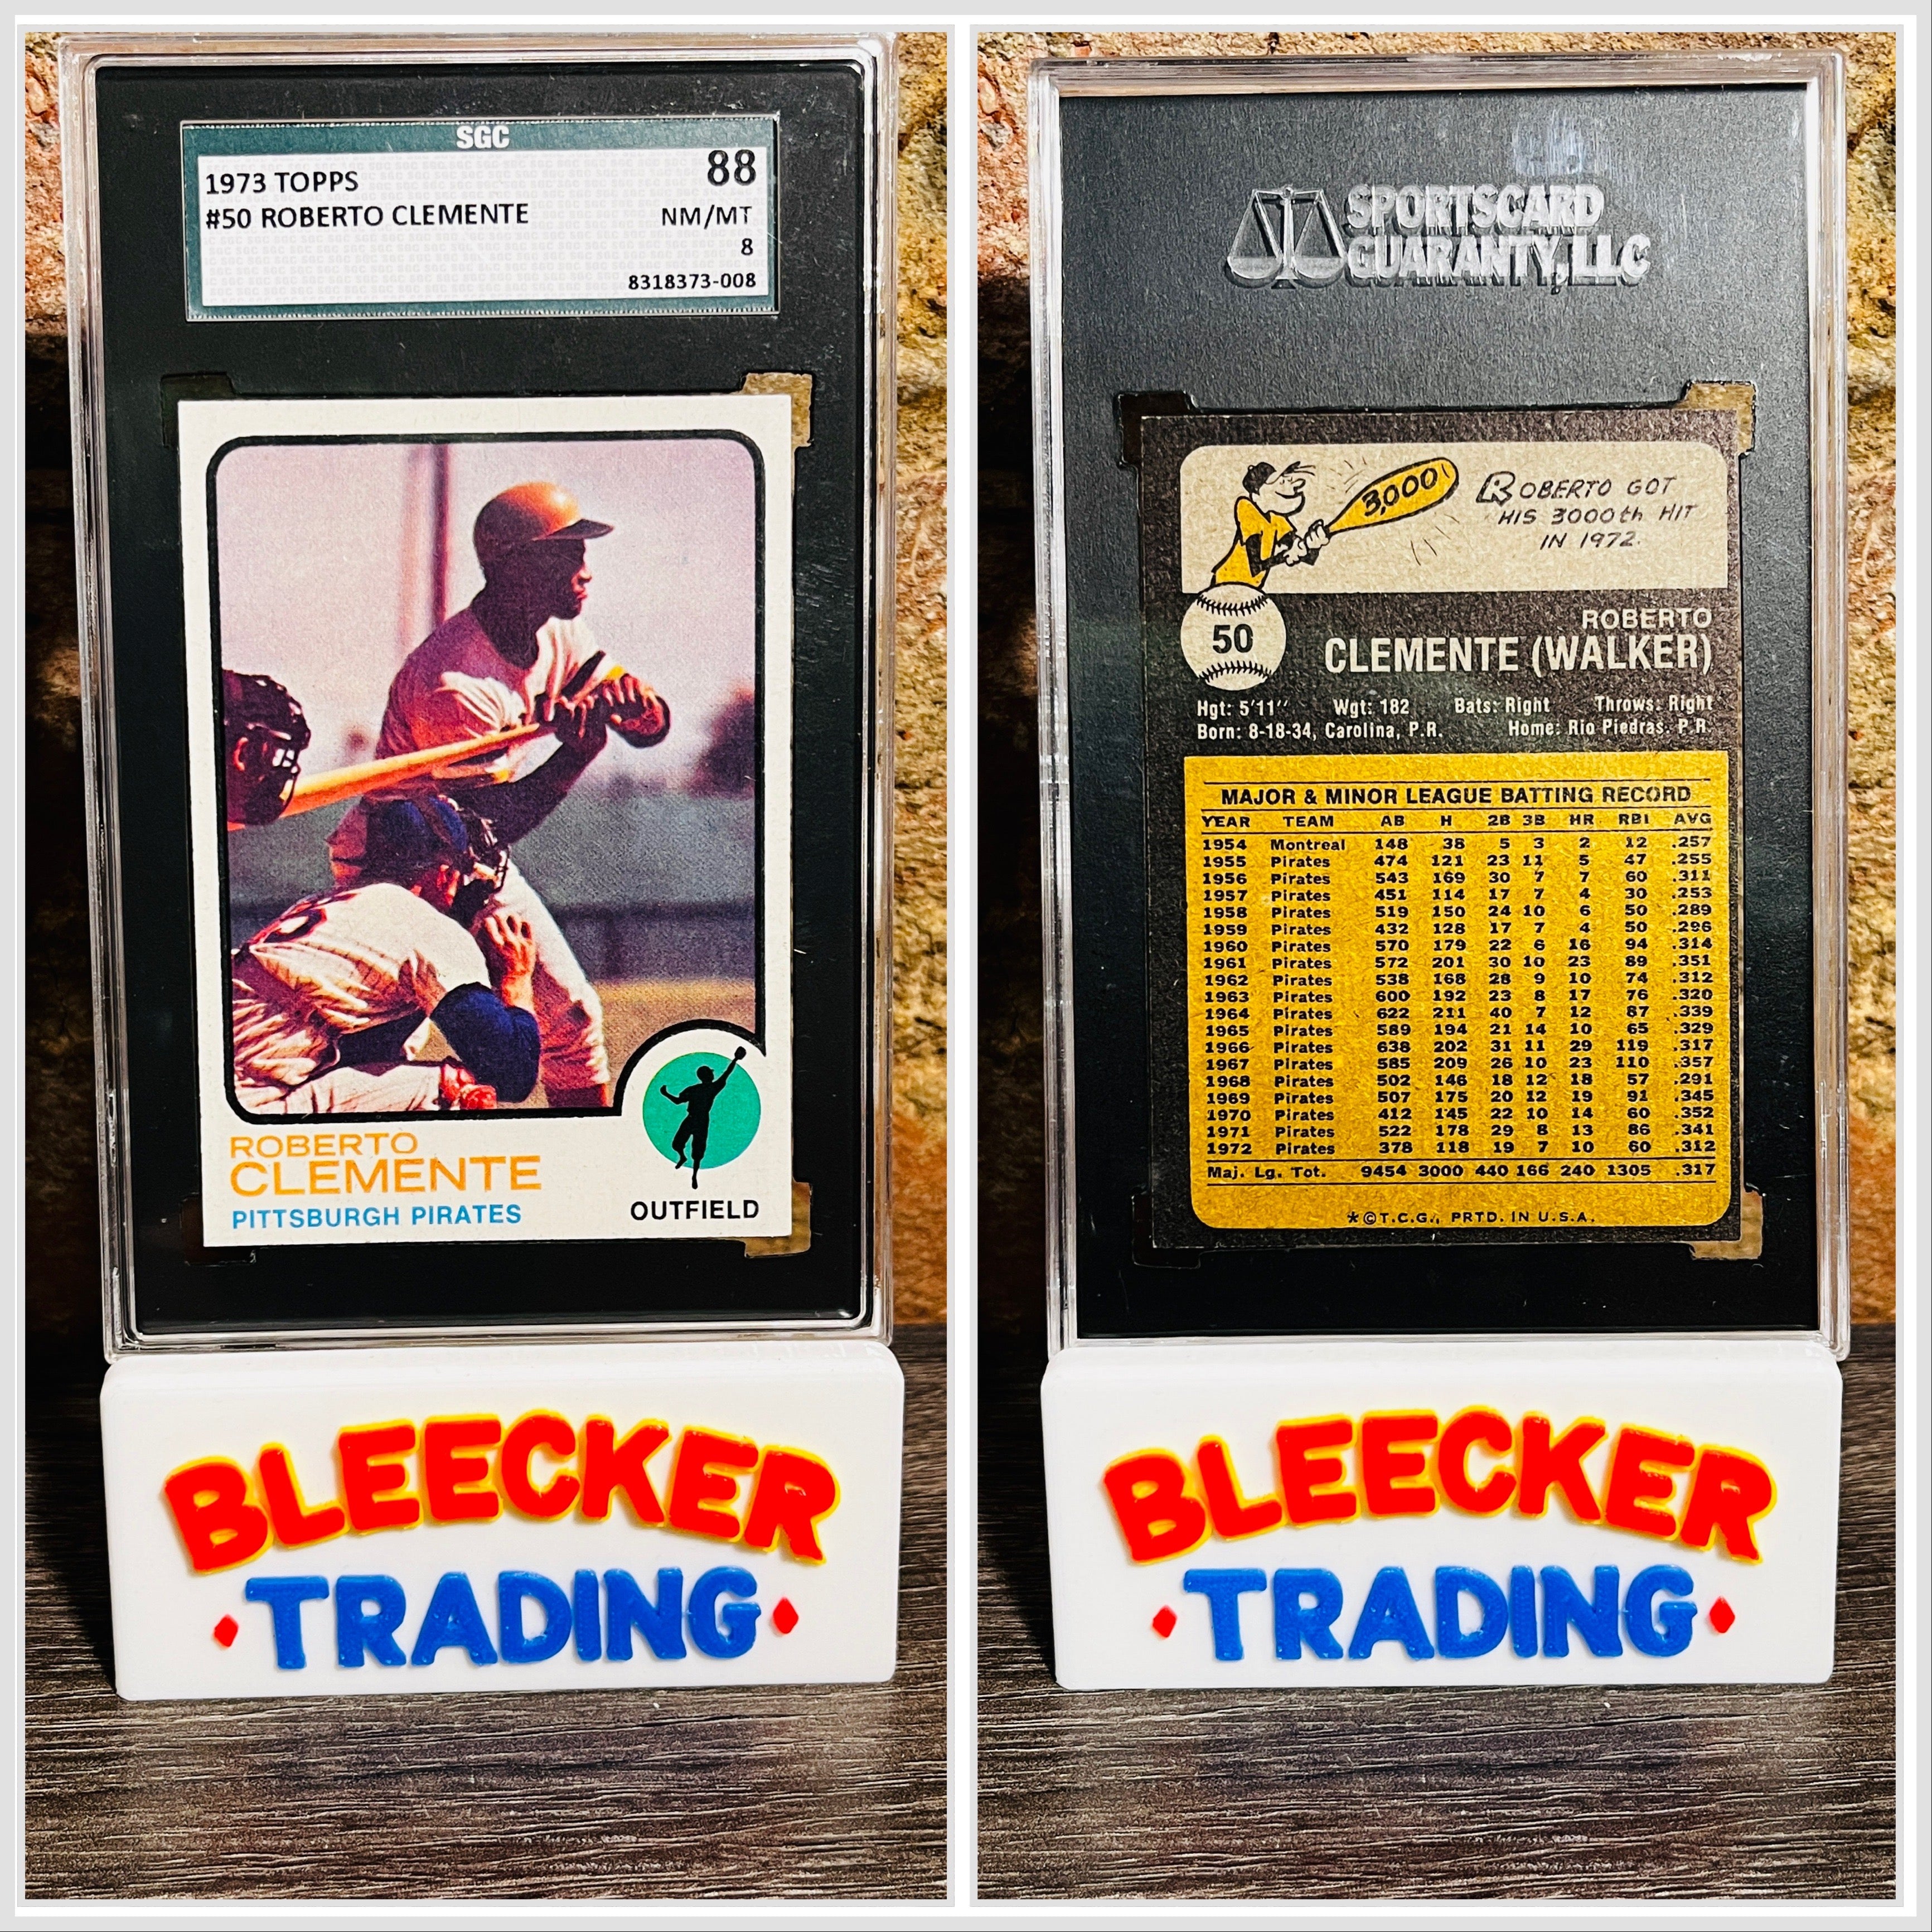 SGC
1973 TOPPS
88
#50 ROBERTO CLEMENTE
NM/MT
8
8318373-008
ROBERTO
CLEMENTE
PITTSBURGH PIRATES
OUTFIELD
BLEECKER
TRADING
SPORTSCARD
GUARANTY, LLC
3,000
ROBERTO GOT
HIS 3000th HIT
IN 1972.
50
ROBERTO
CLEMENTE (WALKER)
Hgt: 5'11" Wgt: 182 Bats: Right Throws: Right
Born: 8-18-34, Carolina, P.R. Home: Rio Piedras. P.R.
MAJOR & MINOR LEAGUE BATTING RECORD
YEAR TEAM AB H 2B 3B HR RBI AVG
1954 Montreal 148 38 5 3 2 12 .257
1955 Pirates 474 121 23 11 5 47 .255
1956 Pirates 543 169 30 7 7 60 .311
1957 Pirates 451 114 17 7 4 30 .253
1958 Pirates 519 150 24 10 6 50 .289
1959 Pirates 432 128 17 7 4 50 .296
1960 Pirates 570 179 22 6 16 94 .314
1961 Pirates 572 201 30 10 23 89 .351
1962 Pirates 538 168 28 9 10 74 .312
1963 Pirates 600 192 23 8 17 76 .320
1964 Pirates 622 211 40 7 12 87 .339
1965 Pirates 589 194 21 14 10 65 .329
1966 Pirates 638 202 31 11 29 119 .317
1967 Pirates 585 209 26 10 23 110 .357
1968 Pirates 502 146 18 12 18 57 .291
1969 Pirates 507 175 20 12 19 91 .345
1970 Pirates 412 145 22 10 14 60 .352
1971 Pirates 522 178 29 8 13 86 .341
1972 Pirates 378 118 19 7 10 60 .312
Maj. Lg. Tot. 9454 3000 440 166 240 1305 .317
*©T.C.G., PRTD. IN U.S.A.
BLEECKER
TRADING